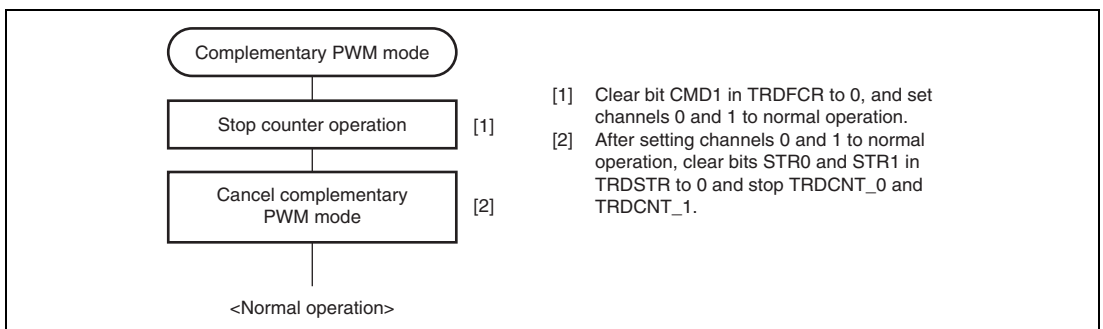 Complementary PWM mode
Stop counter operation
[1]
Cancel complementary
PWM mode
[2]
<Normal operation>
[1] Clear bit CMD1 in TRDFCR to 0, and set
channels 0 and 1 to normal operation.
[2] After setting channels 0 and 1 to normal
operation, clear bits STR0 and STR1 in
TRDSTR to 0 and stop TRDCNT_0 and
TRDCNT_1.